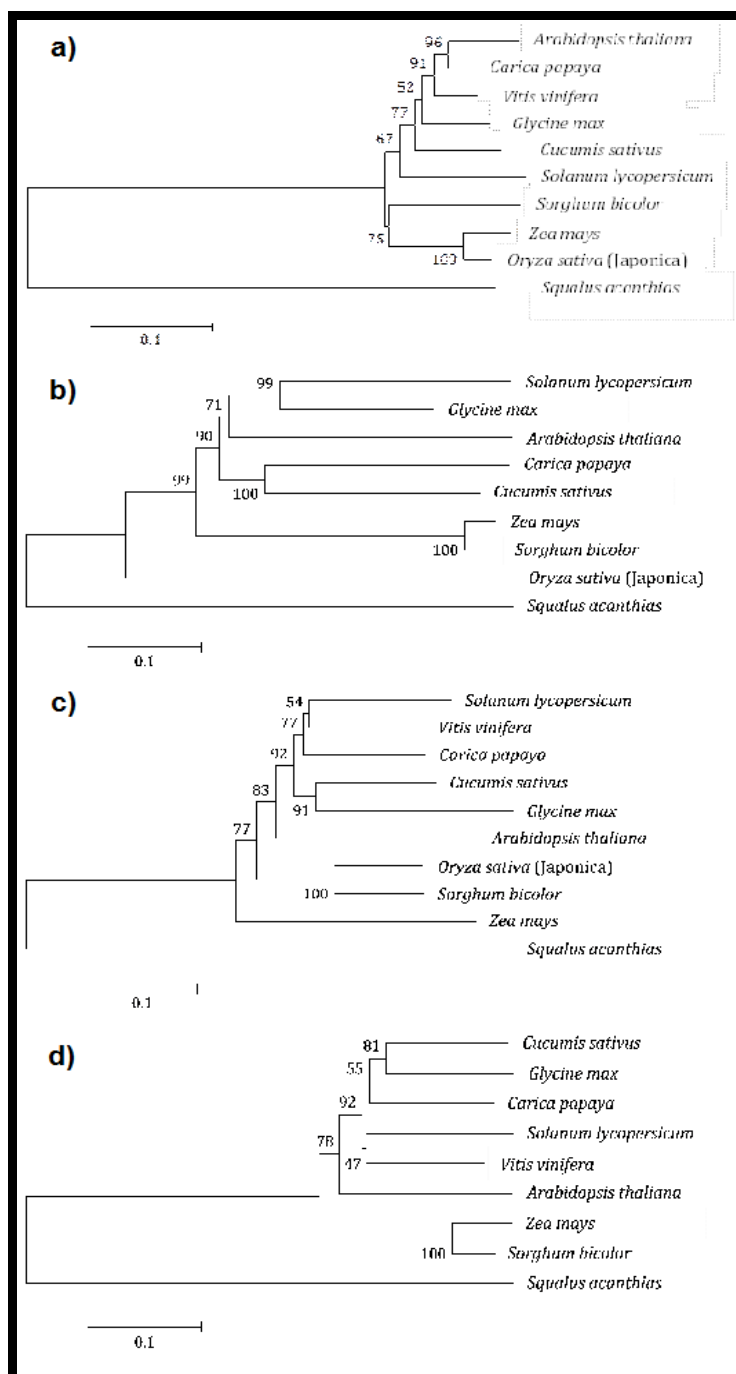 a)
96
Arabidopsis thaliana
91
Carica papaya
52
Vitis vinifera
77
Glycine max
67
Cucumis sativus
Solanum lycopersicum
Sorghum bicolor
75
Zea mays
100
Oryza sativa (Japonica)
Squalus acanthias
0.1
b)
99
Solanum lycopersicum
71
Glycine max
90
Arabidopsis thaliana
Carica papaya
99
100
Cucumis sativus
Zea mays
100
Sorghum bicolor
Oryza sativa (Japonica)
Squalus acanthias
0.1
c)
54
Solanum lycopersicum
77
Vitis vinifera
92
Carica papaya
83
Cucumis sativus
91
Glycine max
77
Arabidopsis thaliana
Oryza sativa (Japonica)
100
Sorghum bicolor
Zea mays
Squalus acanthias
0.1
d)
81
Cucumis sativus
55
Glycine max
92
Carica papaya
78
Solanum lycopersicum
47
Vitis vinifera
Arabidopsis thaliana
Zea mays
100
Sorghum bicolor
Squalus acanthias
0.1